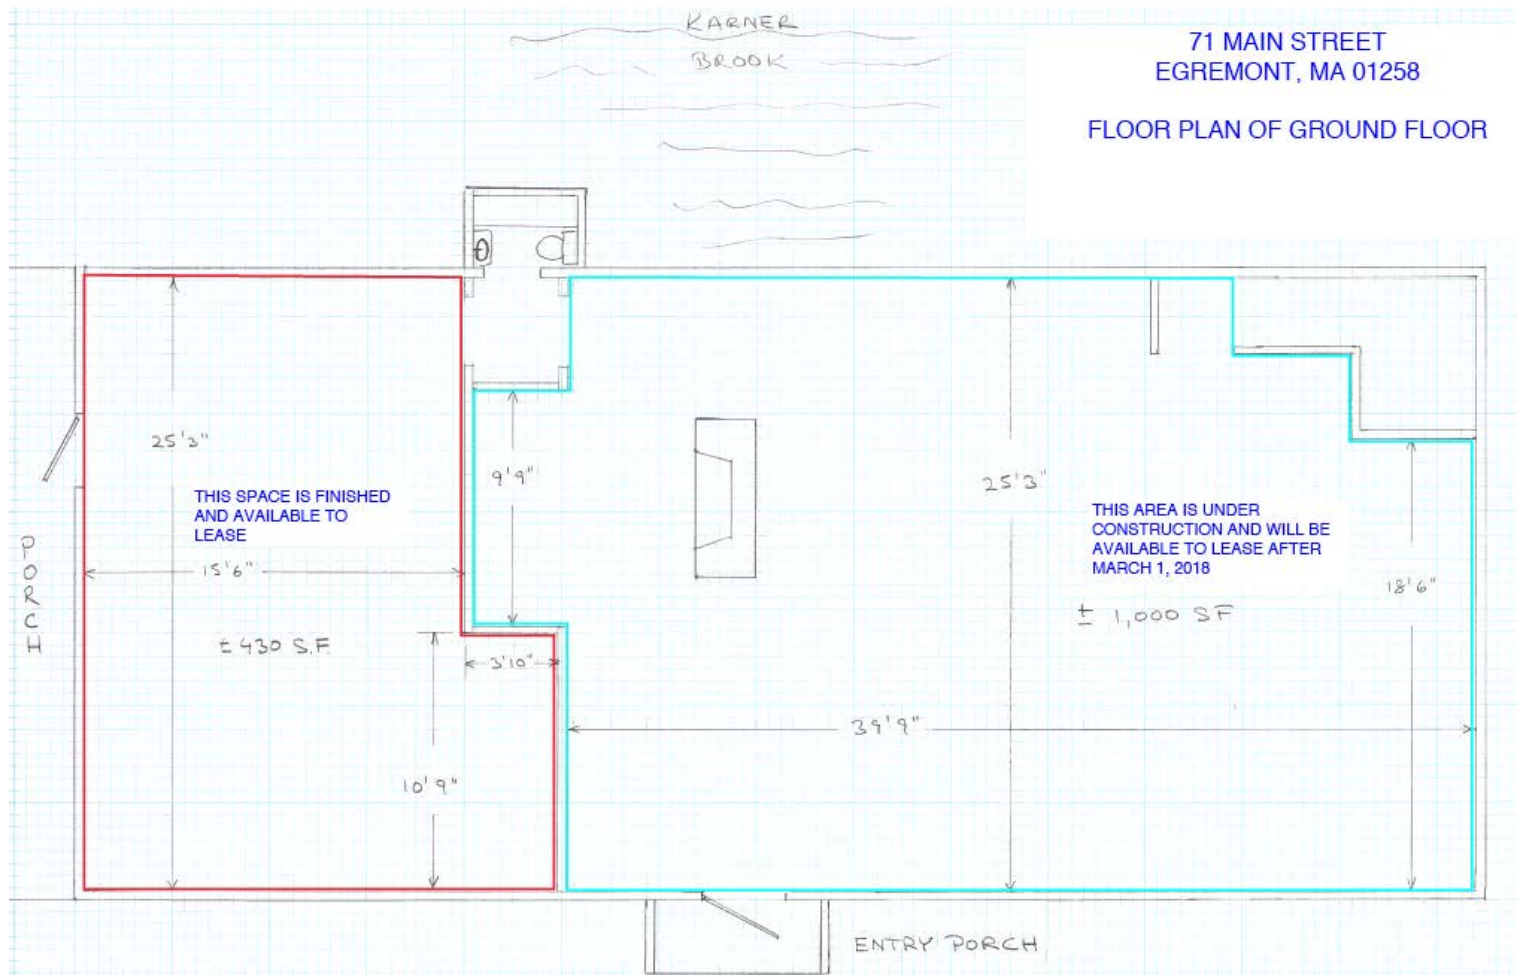 KARNER
BROOK
71 MAIN STREET
EGREMONT, MA 01258
FLOOR PLAN OF GROUND FLOOR
25'3"
9'9"
25'3"
THIS SPACE IS FINISHED
AND AVAILABLE TO
LEASE
THIS AREA IS UNDER
CONSTRUCTION AND WILL BE
AVAILABLE TO LEASE AFTER
MARCH 1, 2018
PORCH
15'6"
18'6"
± 1,000 SF
± 430 S.F.
3'10"
39'9"
10'9"
ENTRY PORCH